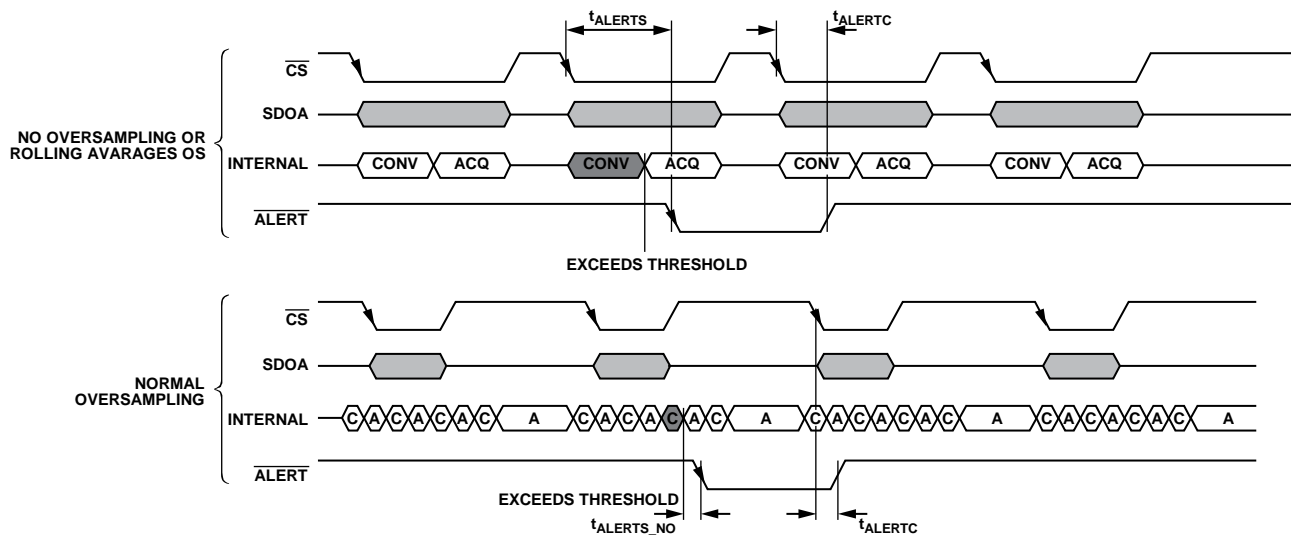 tALERTS
tALERTC
CS
SDOA
NO OVERSAMPLING OR
ROLLING AVARAGES OS
INTERNAL
CONV ACQ CONV ACQ CONV ACQ CONV ACQ
ALERT
EXCEEDS THRESHOLD
CS
SDOA
NORMAL
OVERSAMPLING
INTERNAL
C A C A C A C A C A C A C A C A C A C A C A C A C A C A C A C A
ALERT
EXCEEDS THRESHOLD
tALERTS_NO
tALERTC